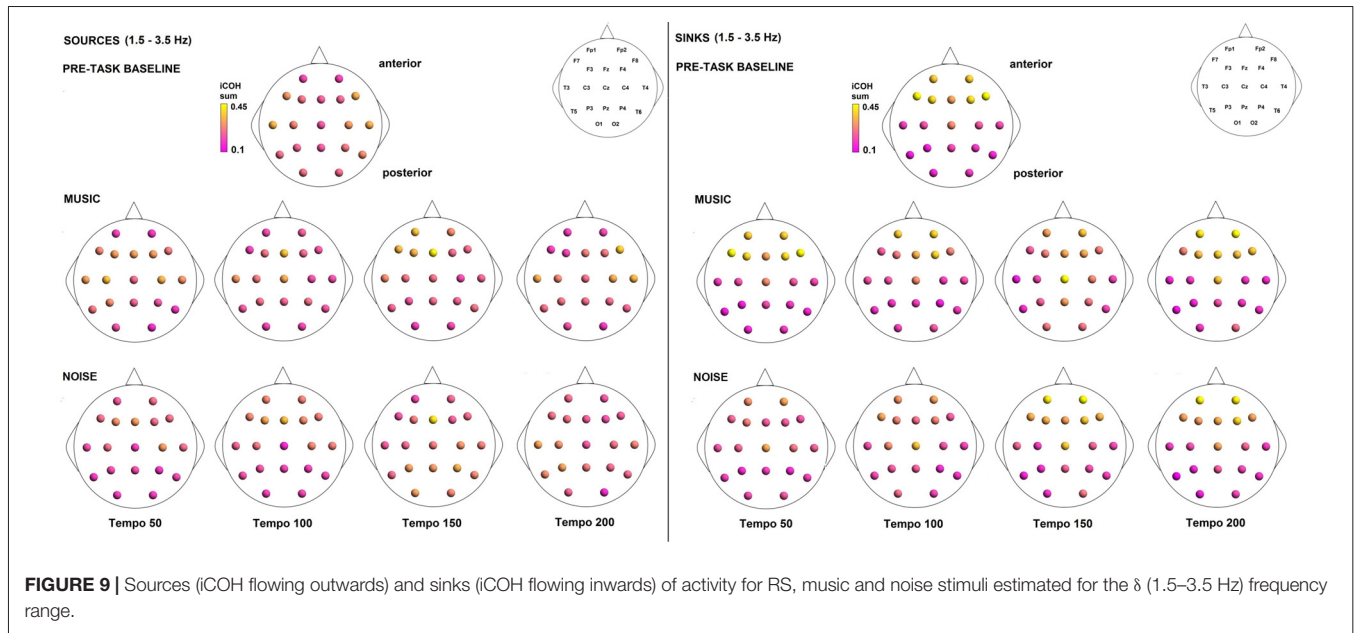 SOURCES (1.5 - 3.5 Hz)
PRE-TASK BASELINE
anterior
iCOH
sum
0.45
0.1
posterior
Fp1 Fp2
F7 F8
F3 Fz F4
T3 C3 Cz C4 T4
T5 P3 Pz P4 T6
O1 O2
MUSIC
NOISE
Tempo 50 Tempo 100 Tempo 150 Tempo 200
SINKS (1.5 - 3.5 Hz)
PRE-TASK BASELINE
anterior
iCOH
sum
0.45
0.1
posterior
Fp1 Fp2
F7 F8
F3 Fz F4
T3 C3 Cz C4 T4
T5 P3 Pz P4 T6
O1 O2
MUSIC
NOISE
Tempo 50 Tempo 100 Tempo 150 Tempo 200
FIGURE 9 | Sources (iCOH flowing outwards) and sinks (iCOH flowing inwards) of activity for RS, music and noise stimuli estimated for the δ (1.5–3.5 Hz) frequency
range.